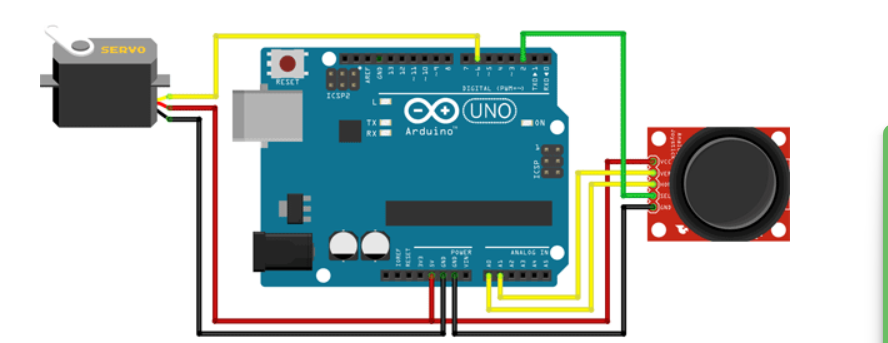 SERVO
RESET
ICSP2
AREF
GND
13
12
~11
~10
~9
8
7
~6
~5
4
~3
2
TX▶1
RX◀0
DIGITAL (PWM=~)
L
TX
RX
UNO
Arduino™
ON
ICSP
1
VCC
VER
HOR
SEL
GND
POWER
ANALOG IN
IOREF
RESET
3V3
5V
GND
GND
VIN
A0
A1
A2
A3
A4
A5